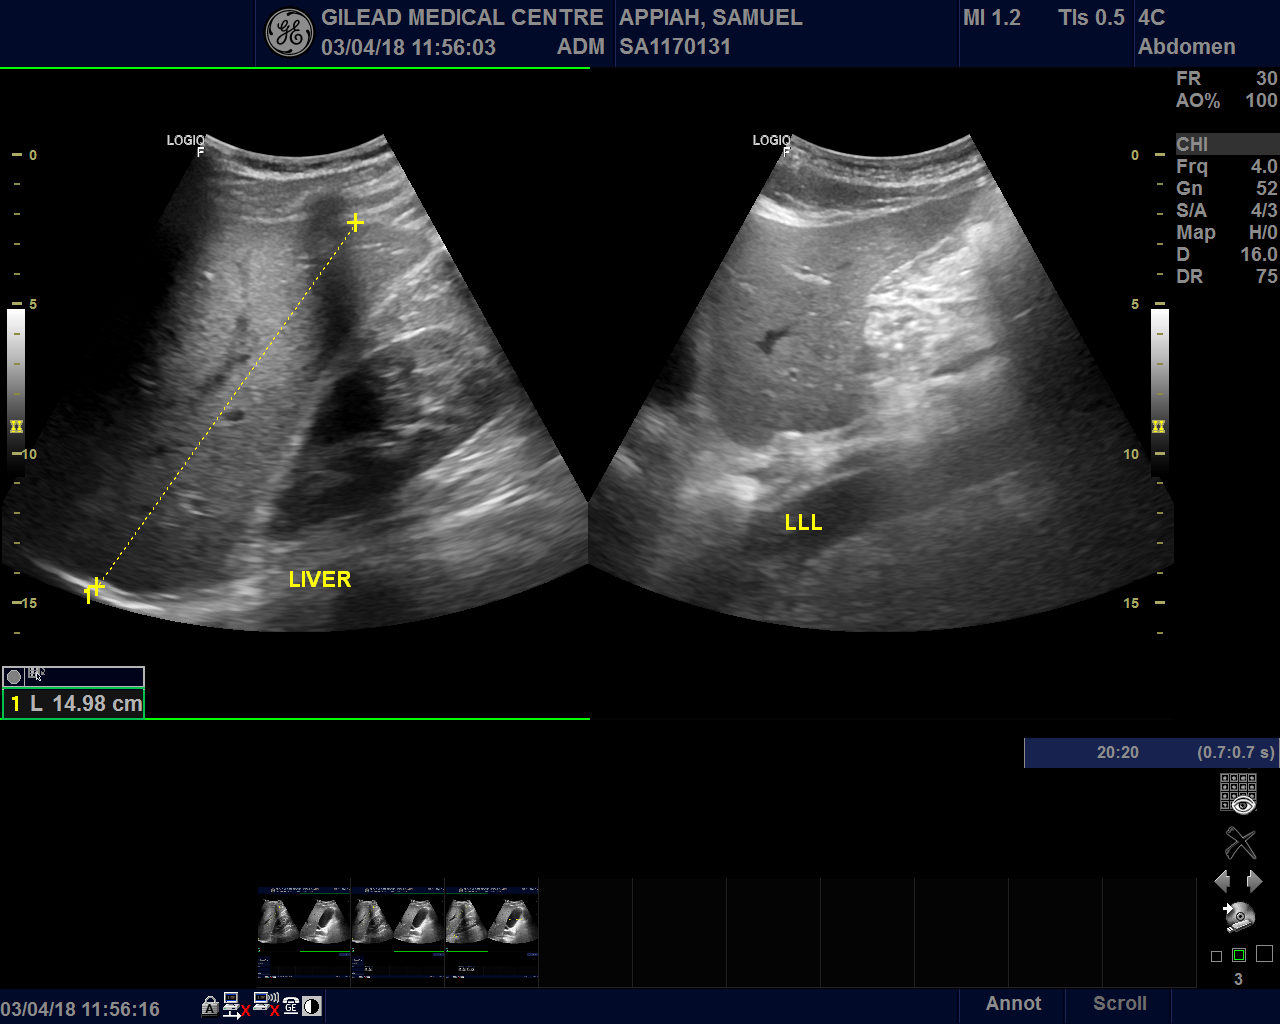 GILEAD MEDICAL CENTRE
03/04/18 11:56:03 ADM
APPIAH, SAMUEL
SA1170131
MI 1.2 TIs 0.5
4C
Abdomen
FR 30
AO% 100
CHI
Frq 4.0
Gn 52
S/A 4/3
Map H/0
D 16.0
DR 75
LOGIQ
F
0
5
10
15
1
LIVER
LOGIQ
F
0
5
10
15
LLL
1 L 14.98 cm
20:20 (0.7:0.7 s)
3
03/04/18 11:56:16
A
GE
Annot
Scroll